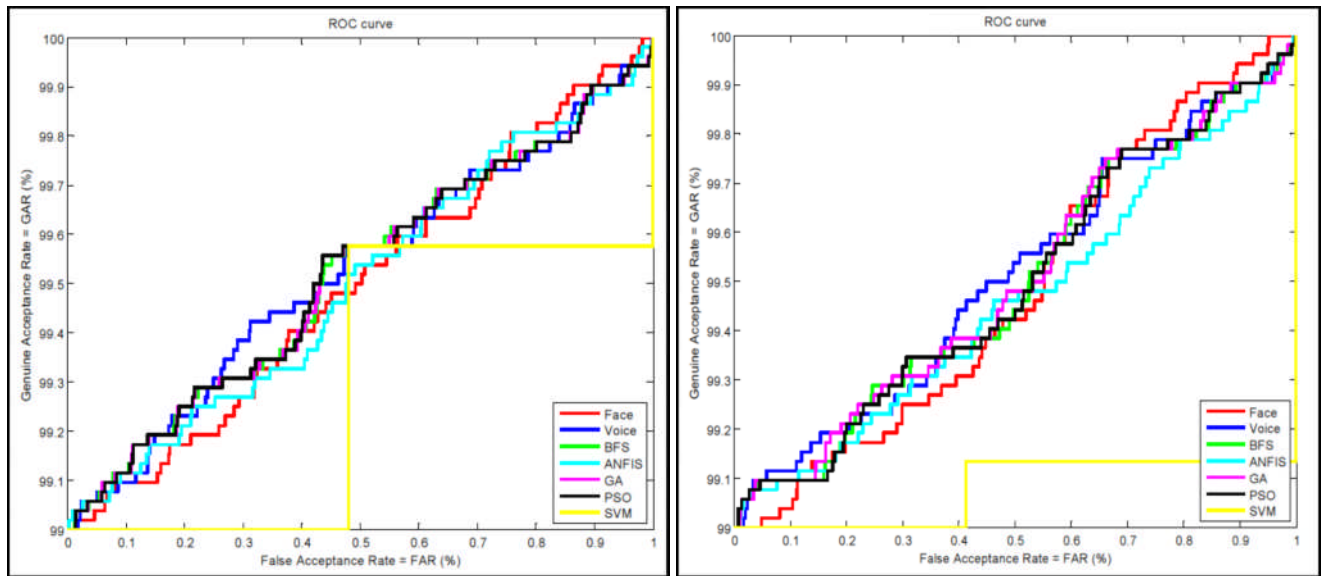 ROC curve
Genuine Acceptance Rate = GAR (%)
100
99.9
99.8
99.7
99.6
99.5
99.4
99.3
99.2
99.1
99
Face
Voice
BFS
ANFIS
GA
PSO
SVM
0 0.1 0.2 0.3 0.4 0.5 0.6 0.7 0.8 0.9 1
False Acceptance Rate = FAR (%)
ROC curve
Genuine Acceptance Rate = GAR (%)
100
99.9
99.8
99.7
99.6
99.5
99.4
99.3
99.2
99.1
99
Face
Voice
BFS
ANFIS
GA
PSO
SVM
0 0.1 0.2 0.3 0.4 0.5 0.6 0.7 0.8 0.9 1
False Acceptance Rate = FAR (%)